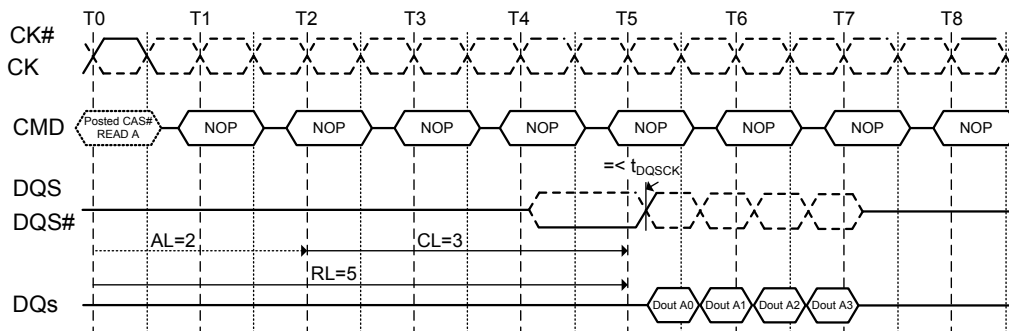 T0 T1 T2 T3 T4 T5 T6 T7 T8
CK#
CK
CMD
Posted CAS#
READ A
NOP NOP NOP NOP NOP NOP NOP NOP
=< tDQSCK
DQS
DQS#
AL=2 CL=3
RL=5
DQs
Dout A0 Dout A1 Dout A2 Dout A3